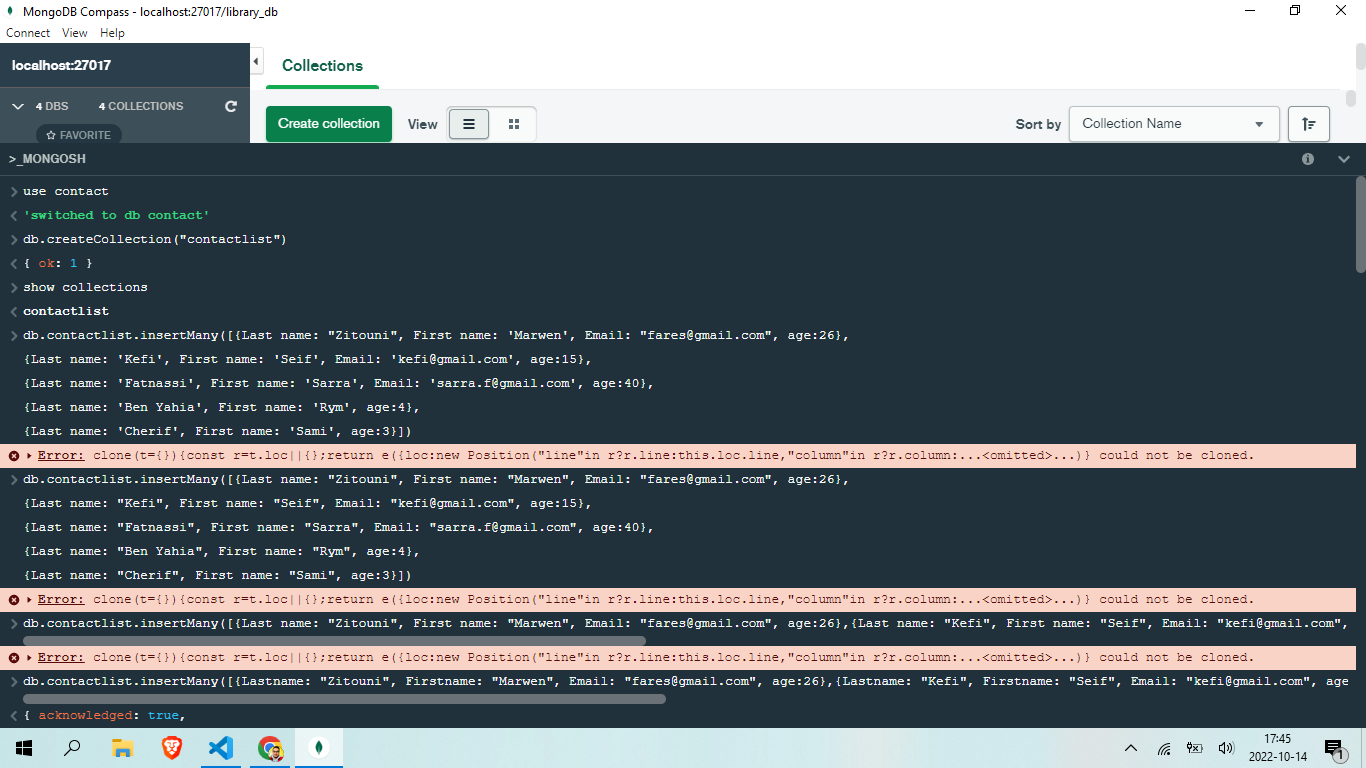 MongoDB Compass - localhost:27017/library_db
Connect View Help
localhost:27017
Collections
4 DBS 4 COLLECTIONS
FAVORITE
Create collection View Sort by Collection Name
>_MONGOSH
use contact
'switched to db contact'
db.createCollection("contactlist")
{ ok: 1 }
show collections
contactlist
db.contactlist.insertMany([{Last name: "Zitouni", First name: 'Marwen', Email: "fares@gmail.com", age:26},
{Last name: 'Kefi', First name: 'Seif', Email: 'kefi@gmail.com', age:15},
{Last name: 'Fatnassi', First name: 'Sarra', Email: 'sarra.f@gmail.com', age:40},
{Last name: 'Ben Yahia', First name: 'Rym', age:4},
{Last name: 'Cherif', First name: 'Sami', age:3}])
Error: clone(t={}){const r=t.loc||{};return e({loc:new Position("line"in r?r.line:this.loc.line,"column"in r?r.column:...<omitted>...)} could not be cloned.
db.contactlist.insertMany([{Last name: "Zitouni", First name: "Marwen", Email: "fares@gmail.com", age:26},
{Last name: "Kefi", First name: "Seif", Email: "kefi@gmail.com", age:15},
{Last name: "Fatnassi", First name: "Sarra", Email: "sarra.f@gmail.com", age:40},
{Last name: "Ben Yahia", First name: "Rym", age:4},
{Last name: "Cherif", First name: "Sami", age:3}])
Error: clone(t={}){const r=t.loc||{};return e({loc:new Position("line"in r?r.line:this.loc.line,"column"in r?r.column:...<omitted>...)} could not be cloned.
db.contactlist.insertMany([{Last name: "Zitouni", First name: "Marwen", Email: "fares@gmail.com", age:26},{Last name: "Kefi", First name: "Seif", Email: "kefi@gmail.com",
Error: clone(t={}){const r=t.loc||{};return e({loc:new Position("line"in r?r.line:this.loc.line,"column"in r?r.column:...<omitted>...)} could not be cloned.
db.contactlist.insertMany([{Lastname: "Zitouni", Firstname: "Marwen", Email: "fares@gmail.com", age:26},{Lastname: "Kefi", Firstname: "Seif", Email: "kefi@gmail.com", age
{ acknowledged: true,
17:45
2022-10-14
1